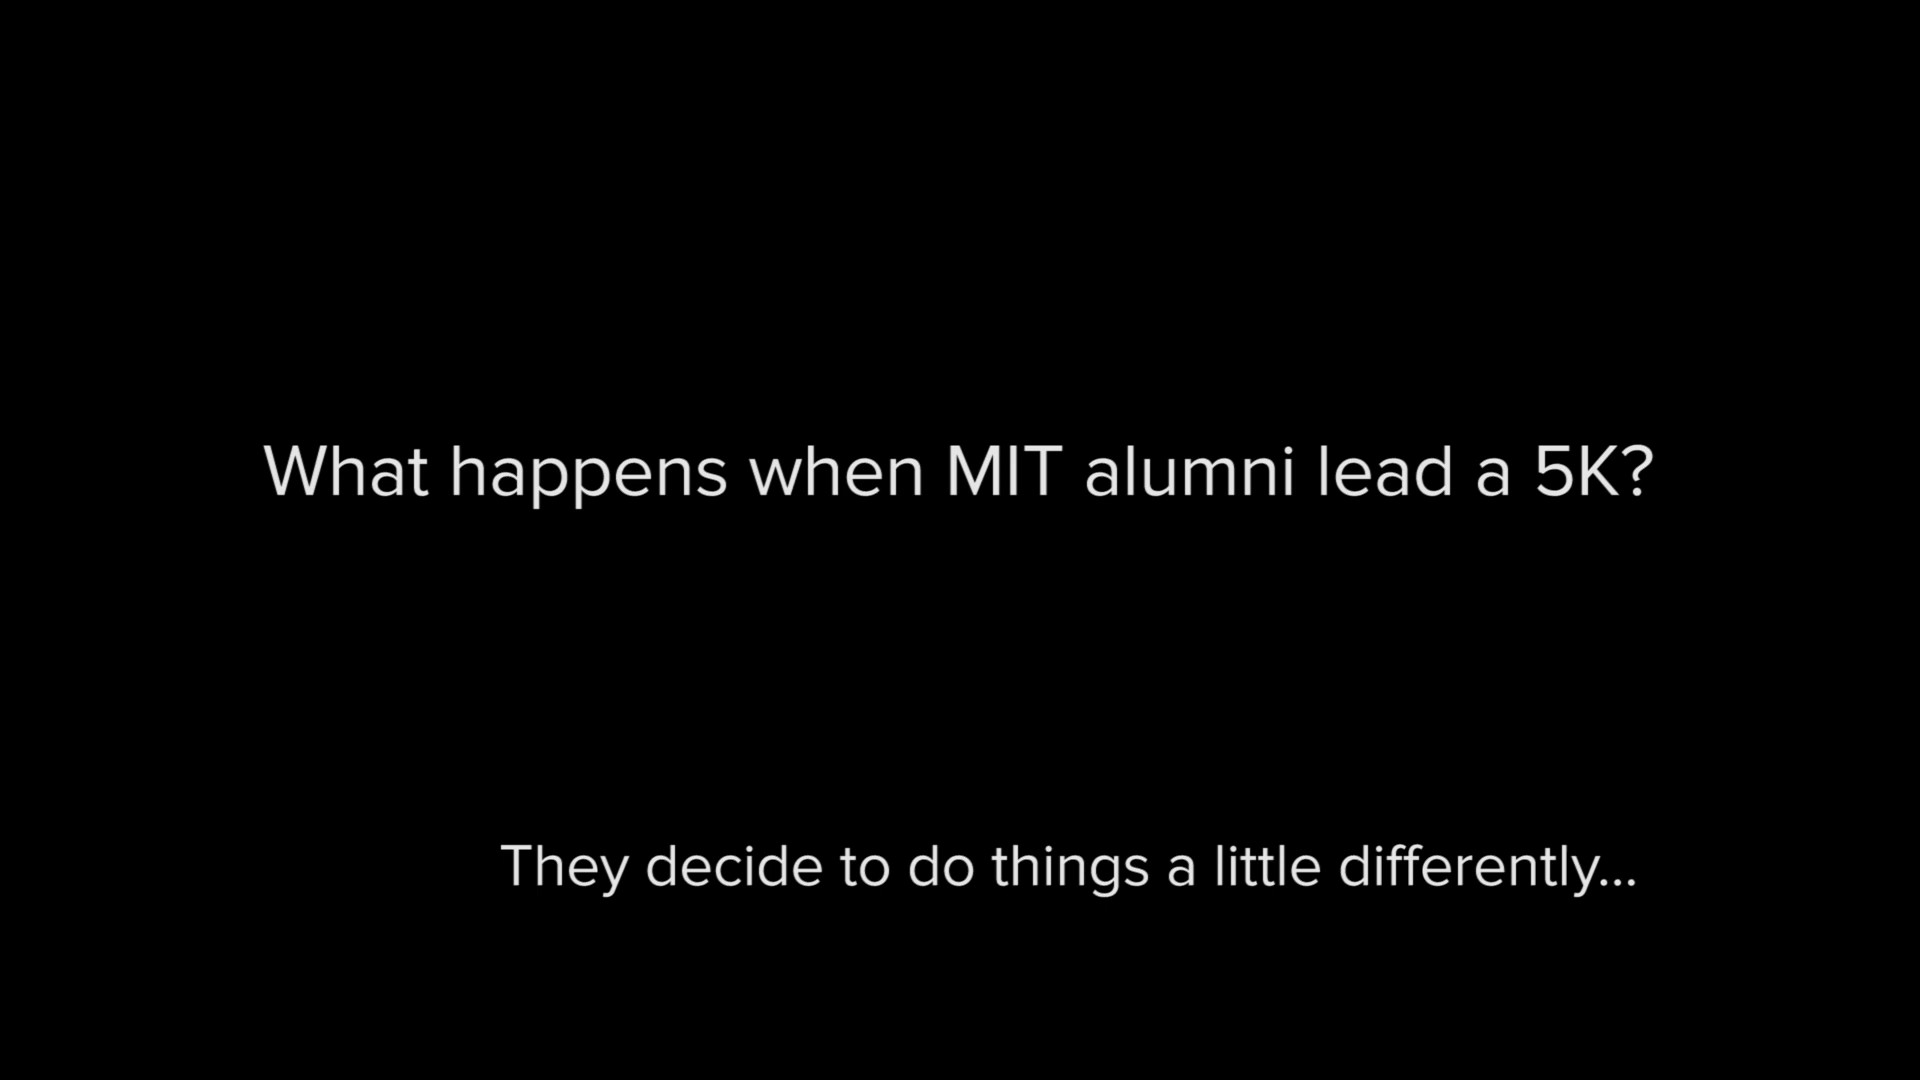 What happens when MIT alumni lead a 5K?
They decide to do things a little differently...